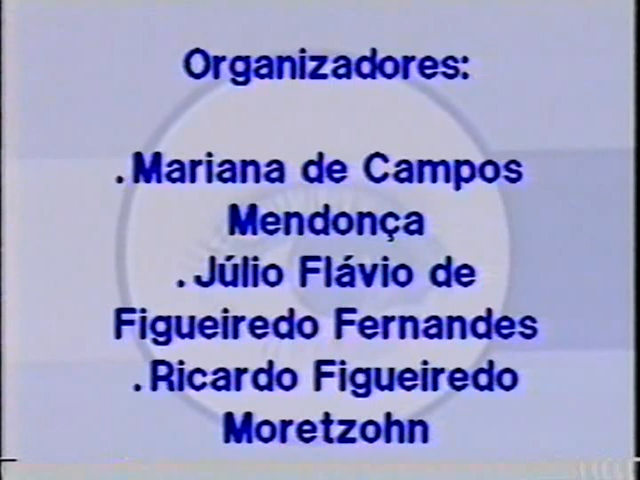 Organizadores:
. Mariana de Campos
Mendonça
. Júlio Flávio de
Figueiredo Fernandes
. Ricardo Figueiredo
Moretzohn